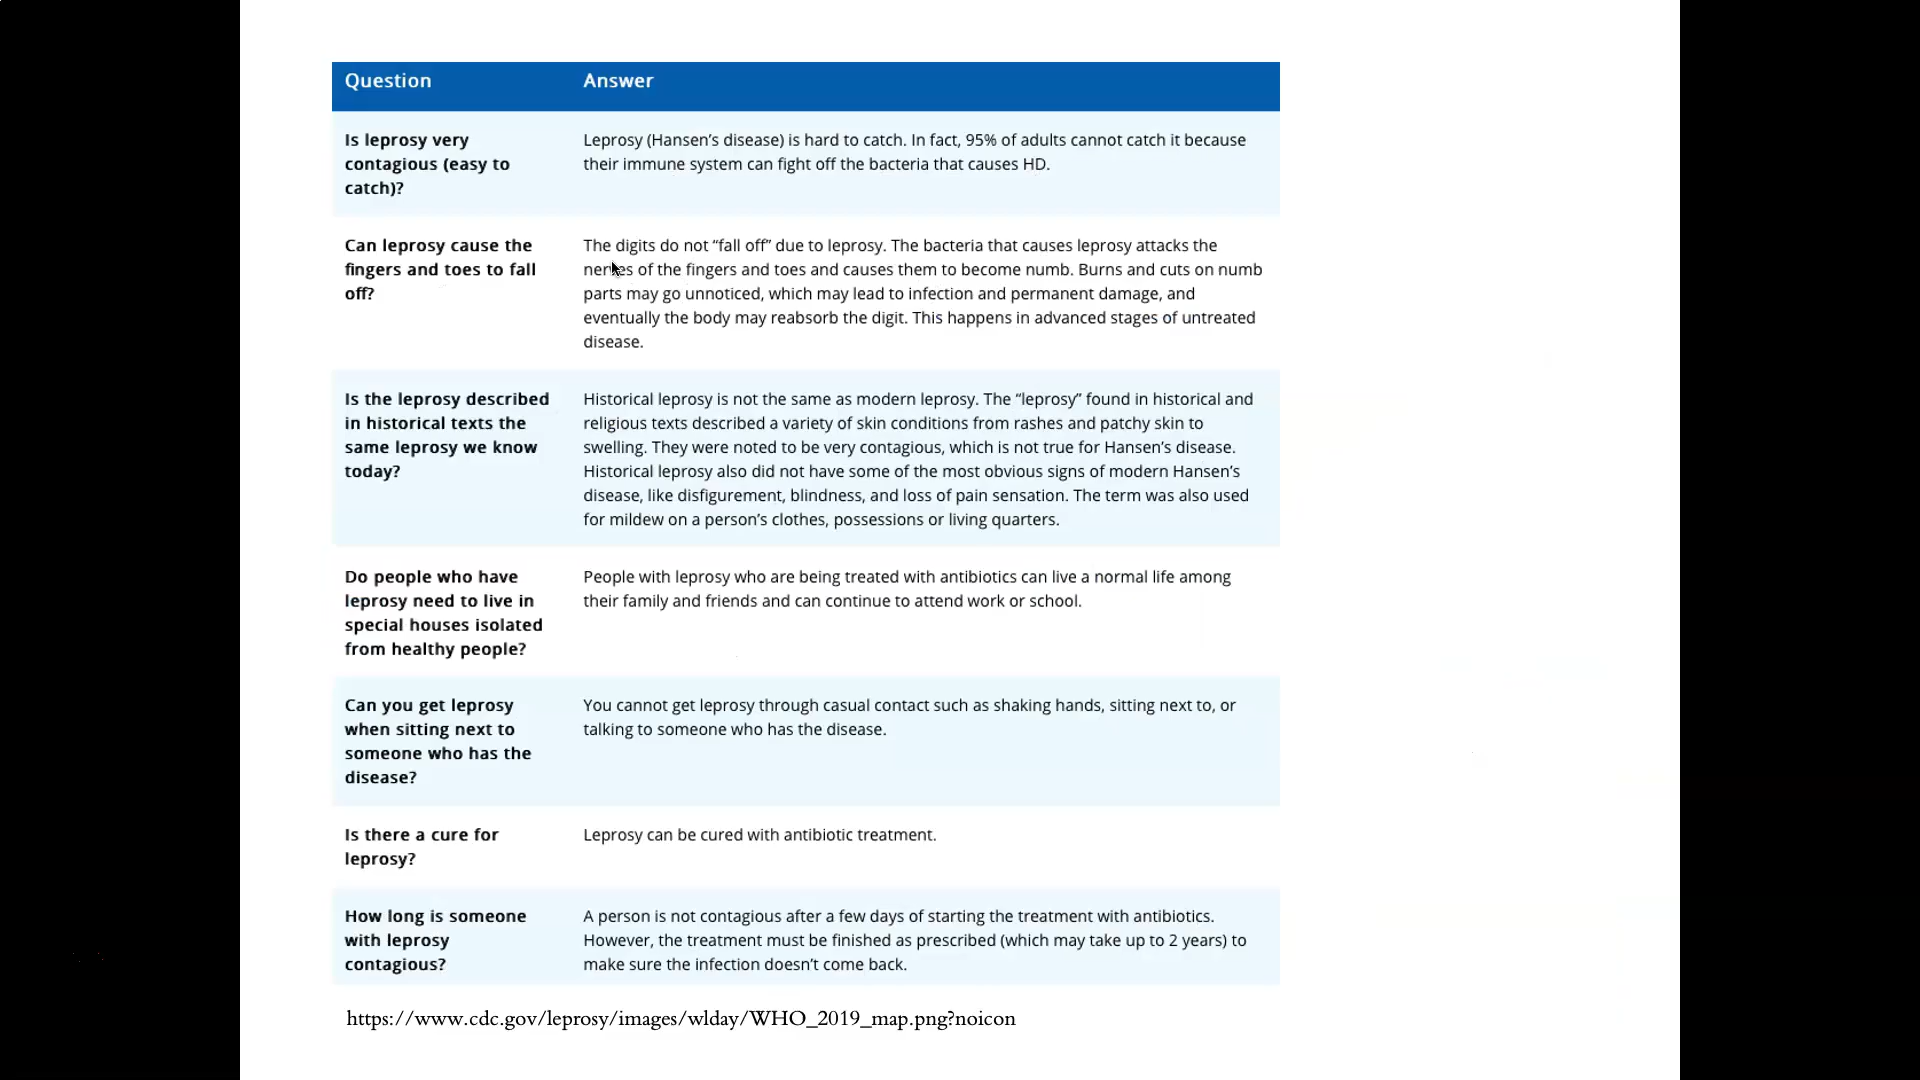 Question Answer
Is leprosy very
contagious (easy to
catch)?
Leprosy (Hansen's disease) is hard to catch. In fact, 95% of adults cannot catch it because
their immune system can fight off the bacteria that causes HD.
Can leprosy cause the
fingers and toes to fall
off?
The digits do not “fall off” due to leprosy. The bacteria that causes leprosy attacks the
nerves of the fingers and toes and causes them to become numb. Burns and cuts on numb
parts may go unnoticed, which may lead to infection and permanent damage, and
eventually the body may reabsorb the digit. This happens in advanced stages of untreated
disease.
Is the leprosy described
in historical texts the
same leprosy we know
today?
Historical leprosy is not the same as modern leprosy. The “leprosy” found in historical and
religious texts described a variety of skin conditions from rashes and patchy skin to
swelling. They were noted to be very contagious, which is not true for Hansen’s disease.
Historical leprosy also did not have some of the most obvious signs of modern Hansen’s
disease, like disfigurement, blindness, and loss of pain sensation. The term was also used
for mildew on a person’s clothes, possessions or living quarters.
Do people who have
leprosy need to live in
special houses isolated
from healthy people?
People with leprosy who are being treated with antibiotics can live a normal life among
their family and friends and can continue to attend work or school.
Can you get leprosy
when sitting next to
someone who has the
disease?
You cannot get leprosy through casual contact such as shaking hands, sitting next to, or
talking to someone who has the disease.
Is there a cure for
leprosy?
Leprosy can be cured with antibiotic treatment.
How long is someone
with leprosy
contagious?
A person is not contagious after a few days of starting the treatment with antibiotics.
However, the treatment must be finished as prescribed (which may take up to 2 years) to
make sure the infection doesn’t come back.
https://www.cdc.gov/leprosy/images/wlday/WHO_2019_map.png?noicon